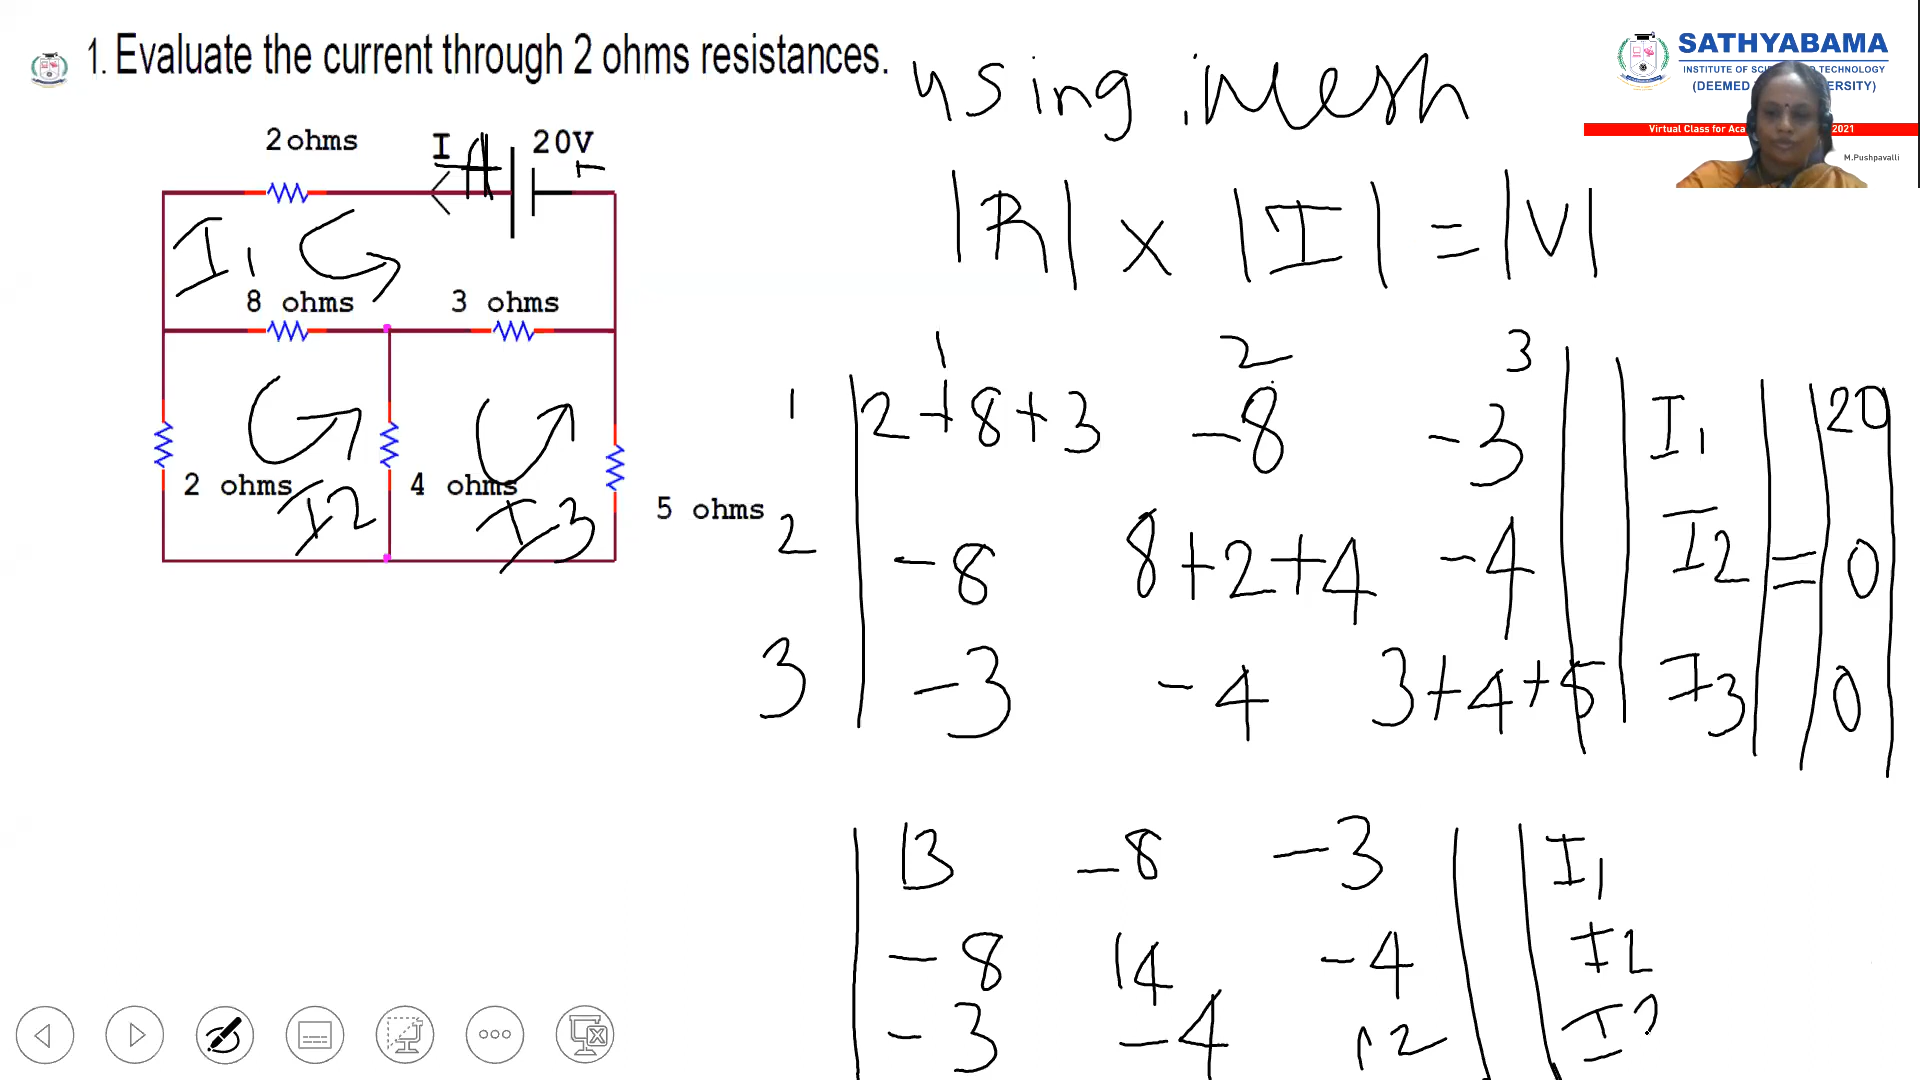 1. Evaluate the current through 2 ohms resistances. using mesh
SATHYABAMA
INSTITUTE OF SC TECHNOLOGY
(DEEMED ERSITY)
Virtual Class for Aca 2021
M.Pushpavalli
2 ohms I 20V
+ -
I1
8 ohms 3 ohms
2 ohms 4 ohms 5 ohms
I2 I3
|R| × |I| = |V|
1 2 3
1 | 2+8+3 -8 -3 | | I1 | | 20 |
2 | -8 8+2+4 -4 | | I2 | = | 0 |
3 | -3 -4 3+4+5 | | I3 | | 0 |
| 13 -8 -3 | | I1
| -8 14 -4 | | I2
| -3 -4 12 | | I